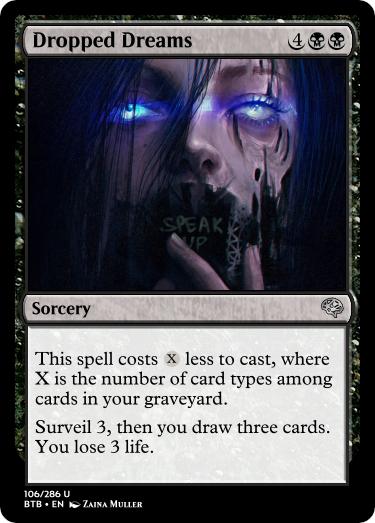 Dropped Dreams 4
SPEAK
UP
Sorcery
This spell costs X less to cast, where
X is the number of card types among
cards in your graveyard.
Surveil 3, then you draw three cards.
You lose 3 life.
106/286 U
BTB • EN Zaina Muller